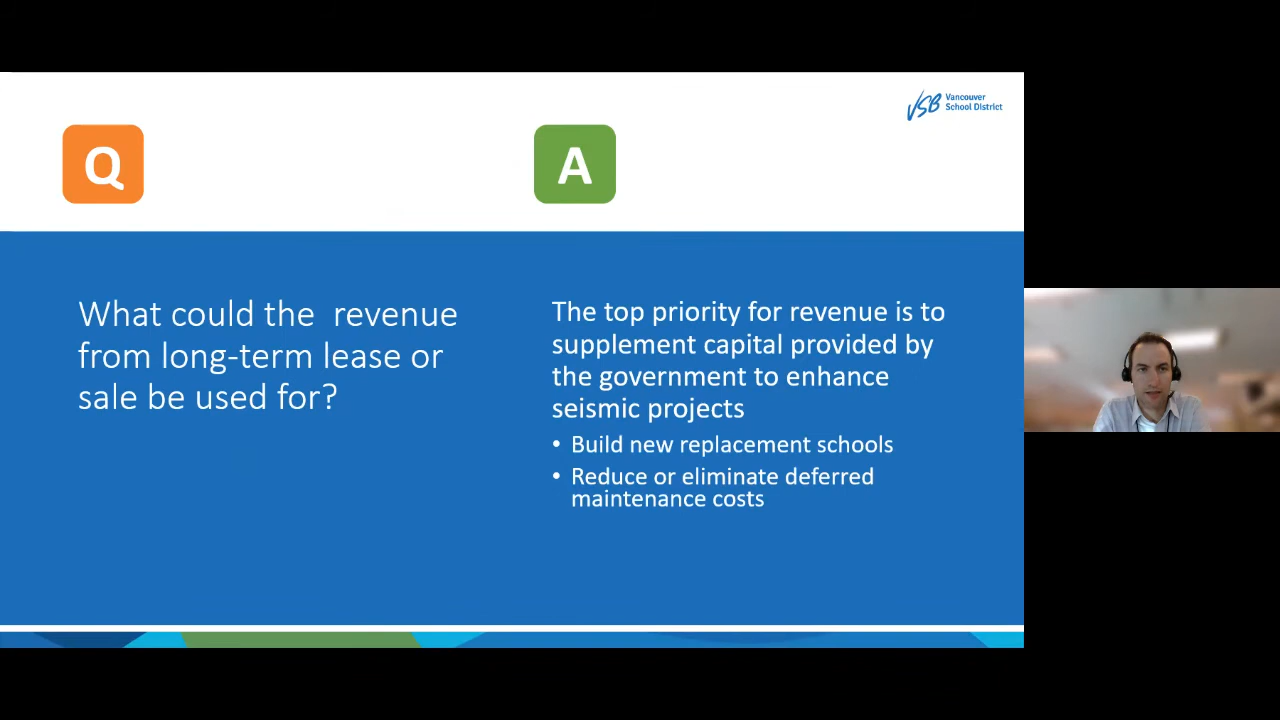 VSB
Vancouver
School District
Q
A
What could the revenue
from long-term lease or
sale be used for?
The top priority for revenue is to
supplement capital provided by
the government to enhance
seismic projects
• Build new replacement schools
• Reduce or eliminate deferred
maintenance costs